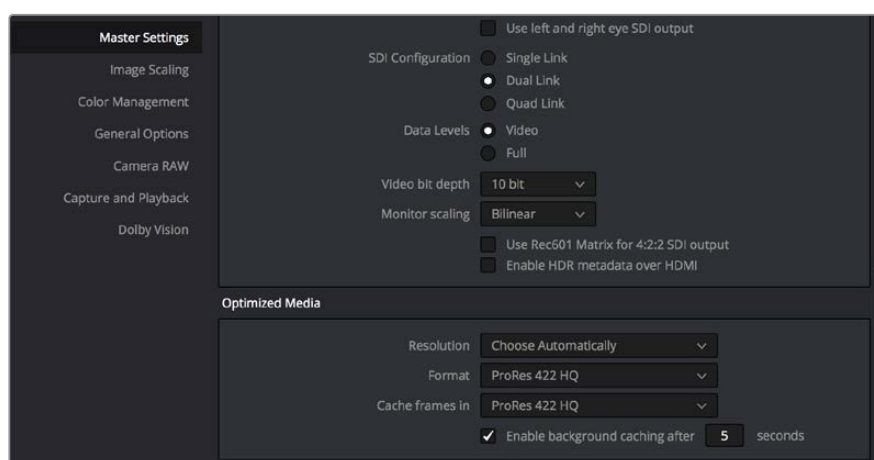 Master Settings
Image Scaling
Color Management
General Options
Camera RAW
Capture and Playback
Dolby Vision
Use left and right eye SDI output
SDI Configuration Single Link
Dual Link
Quad Link
Data Levels Video
Full
Video bit depth 10 bit
Monitor scaling Bilinear
Use Rec601 Matrix for 4:2:2 SDI output
Enable HDR metadata over HDMI
Optimized Media
Resolution Choose Automatically
Format ProRes 422 HQ
Cache frames in ProRes 422 HQ
Enable background caching after 5 seconds